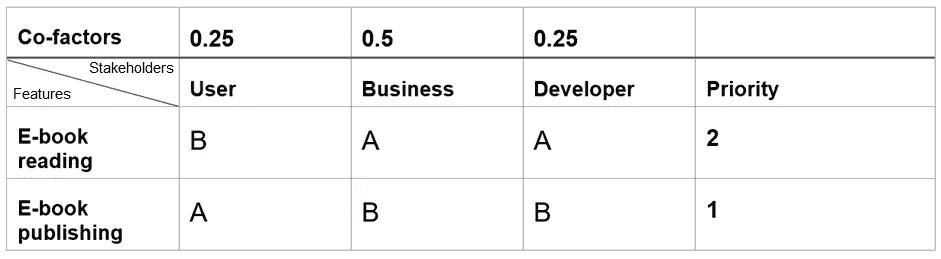 Co-factors 0.25 0.5 0.25
Stakeholders
Features User Business Developer Priority
E-book reading B A A 2
E-book publishing A B B 1